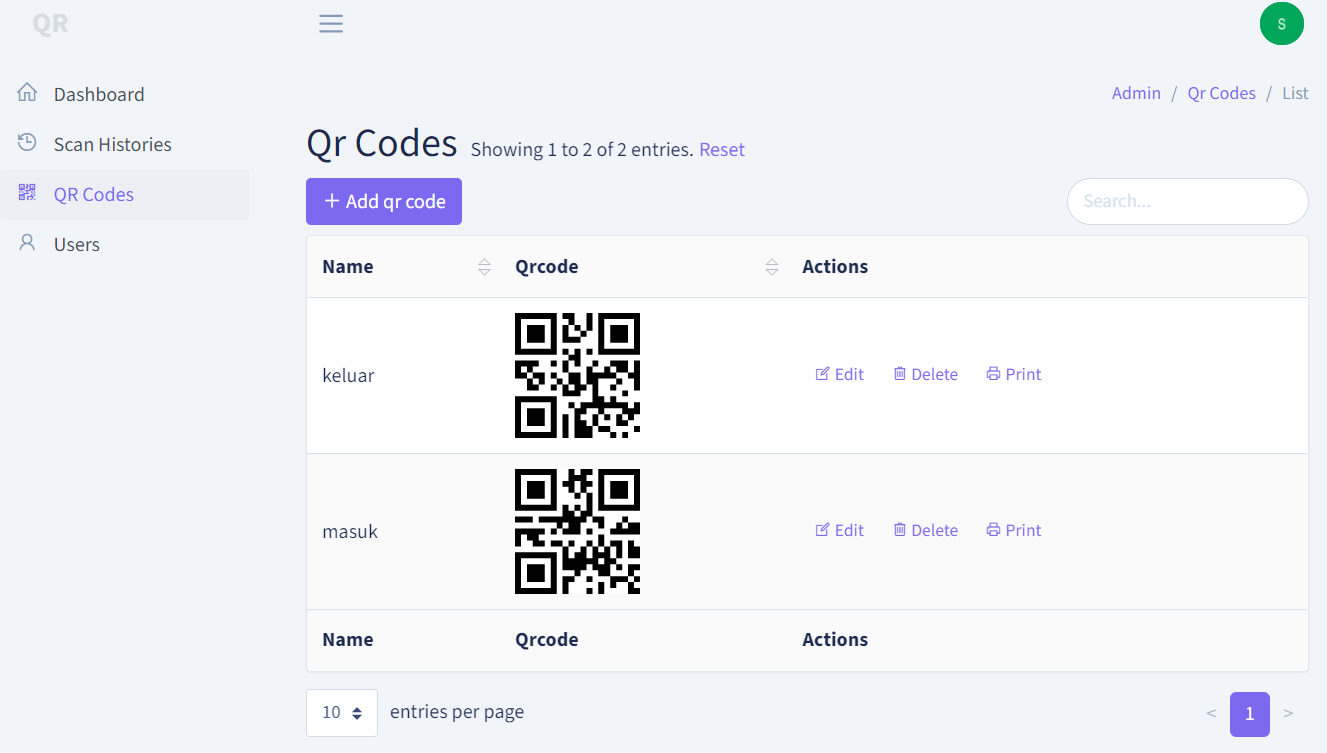 QR
S
Dashboard
Scan Histories
QR Codes
Users
Admin / Qr Codes / List
Qr Codes Showing 1 to 2 of 2 entries. Reset
+ Add qr code
Search...
Name Qrcode Actions
keluar Edit Delete Print
masuk Edit Delete Print
Name Qrcode Actions
10 entries per page
< 1 >